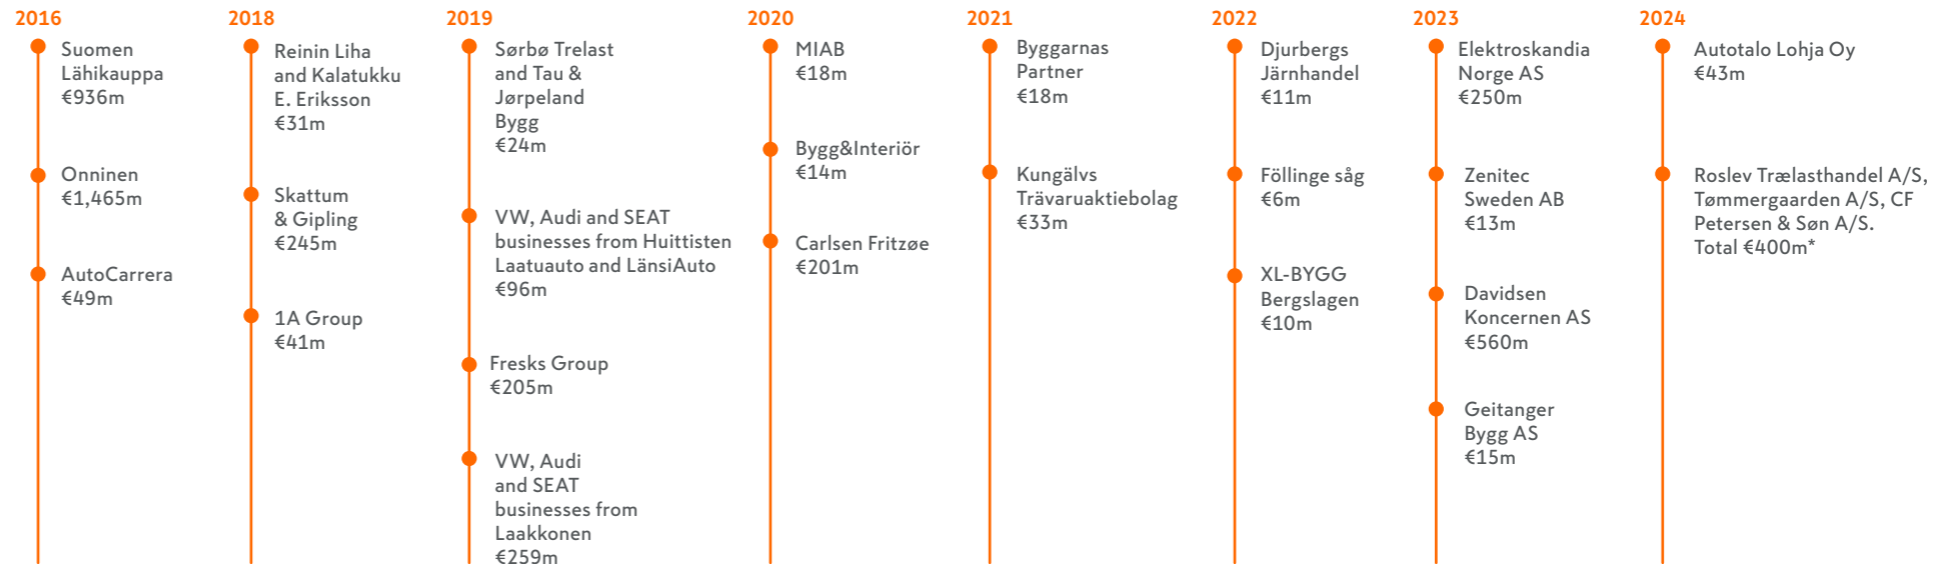 2016
Suomen
Lähikauppa
€936m
Onninen
€1,465m
AutoCarrera
€49m
2018
Reinin Liha
and Kalatukku
E. Eriksson
€31m
Skattum
& Gipling
€245m
1A Group
€41m
2019
Sørbø Trelast
and Tau &
Jørpeland
Bygg
€24m
VW, Audi and SEAT
businesses from Huittisten
Laatuauto and LänsiAuto
€96m
Fresks Group
€205m
VW, Audi
and SEAT
businesses from
Laakkonen
€259m
2020
MIAB
€18m
Bygg&Interiör
€14m
Carlsen Fritzøe
€201m
2021
Byggarnas
Partner
€18m
Kungälvs
Trävaruaktiebolag
€33m
2022
Djurbergs
Järnhandel
€11m
Föllinge såg
€6m
XL-BYGG
Bergslagen
€10m
2023
Elektroskandia
Norge AS
€250m
Zenitec
Sweden AB
€13m
Davidsen
Koncernen AS
€560m
Geitanger
Bygg AS
€15m
2024
Autotalo Lohja Oy
€43m
Roslev Trælasthandel A/S,
Tømmergaarden A/S, CF
Petersen & Søn A/S.
Total €400m*